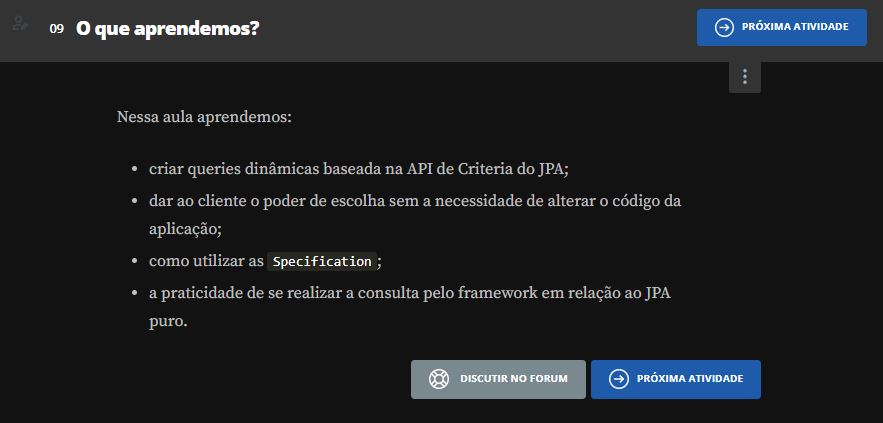 09 O que aprendemos?
PRÓXIMA ATIVIDADE
Nessa aula aprendemos:
• criar queries dinâmicas baseada na API de Criteria do JPA;
• dar ao cliente o poder de escolha sem a necessidade de alterar o código da
aplicação;
• como utilizar as Specification;
• a praticidade de se realizar a consulta pelo framework em relação ao JPA
puro.
DISCUTIR NO FORUM
PRÓXIMA ATIVIDADE